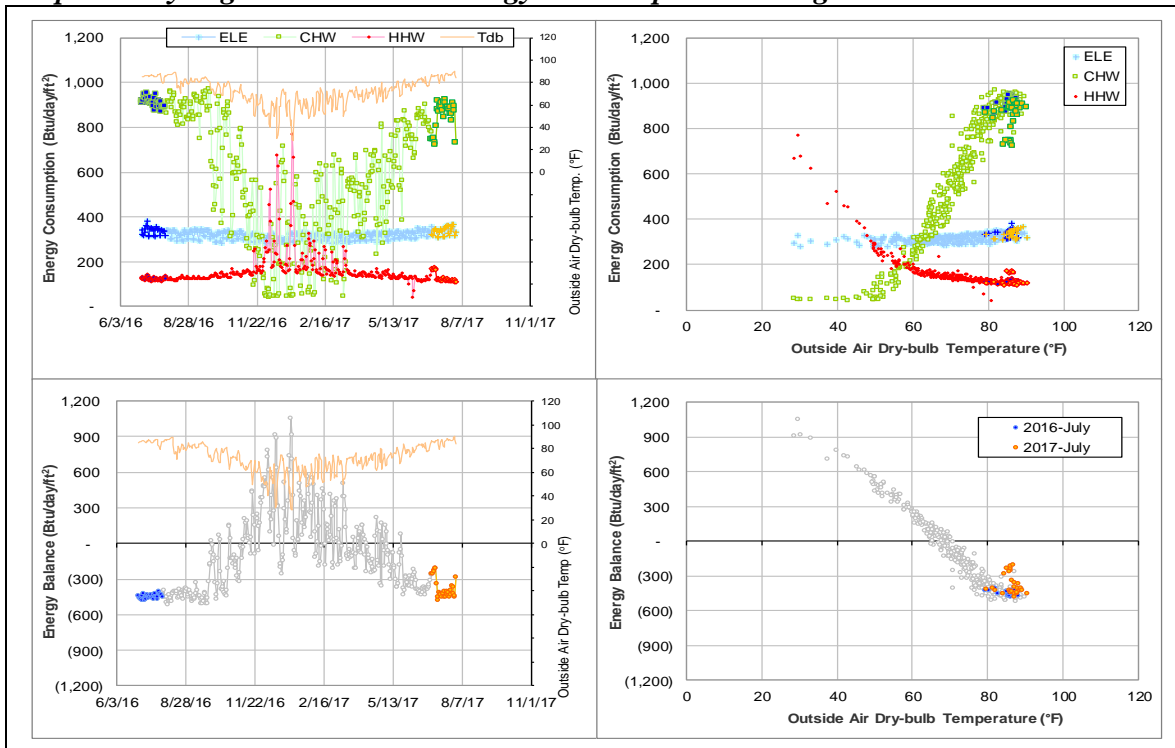 ELE CHW HHW Tdb
Energy Consumption (Btu/day/ft²)
1,200
1,000
800
600
400
200
-
120
100
80
60
40
20
0
Outside Air Dry-bulb Temp. (°F)
6/3/16 8/28/16 11/22/16 2/16/17 5/13/17 8/7/17 11/1/17
ELE
CHW
HHW
Energy Consumption (Btu/day/ft²)
1,200
1,000
800
600
400
200
-
0 20 40 60 80 100 120
Outside Air Dry-bulb Temperature (°F)
Energy Balance (Btu/day/ft²)
1,200
900
600
300
-
(300)
(600)
(900)
(1,200)
120
100
80
60
40
20
0
Outside Air Dry-bulb Temp (°F)
6/3/16 8/28/16 11/22/16 2/16/17 5/13/17 8/7/17 11/1/17
2016-July
2017-July
Energy Balance (Btu/day/ft²)
1,200
900
600
300
-
(300)
(600)
(900)
(1,200)
0 20 40 60 80 100 120
Outside Air Dry-bulb Temperature (°F)